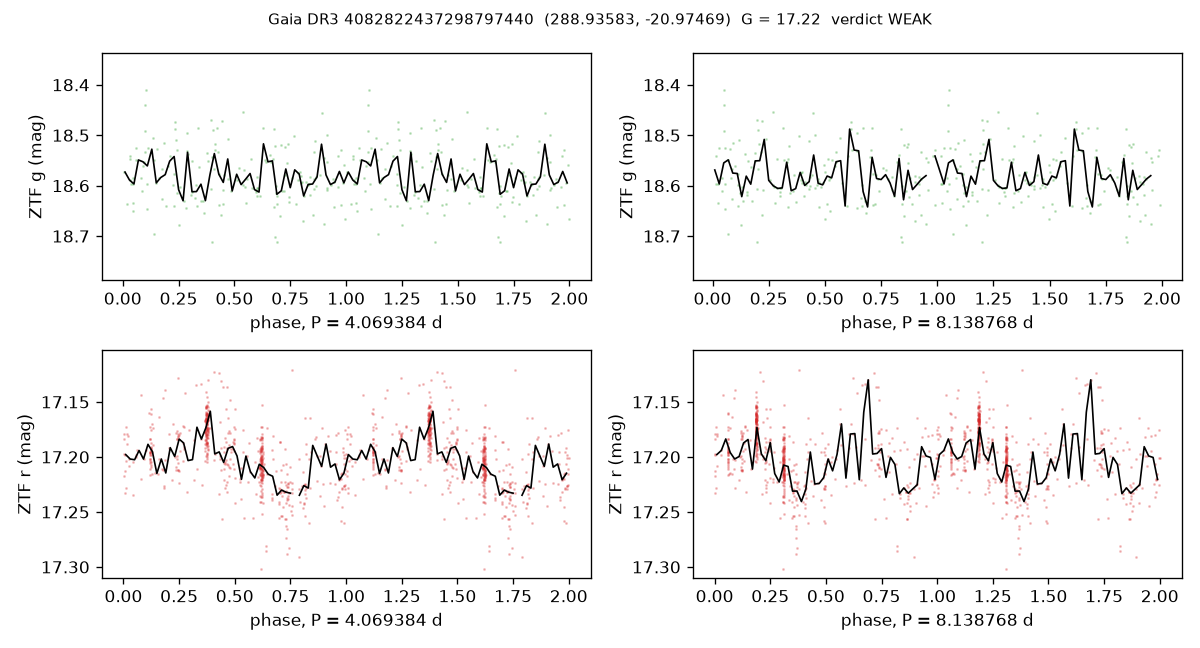 Gaia DR3 4082822437298797440  (288.93583, -20.97469)  G = 17.22  verdict WEAK
ZTF g (mag)
18.4
18.5
18.6
18.7
0.00 0.25 0.50 0.75 1.00 1.25 1.50 1.75 2.00
phase, P = 4.069384 d
ZTF g (mag)
18.4
18.5
18.6
18.7
0.00 0.25 0.50 0.75 1.00 1.25 1.50 1.75 2.00
phase, P = 8.138768 d
ZTF r (mag)
17.15
17.20
17.25
17.30
0.00 0.25 0.50 0.75 1.00 1.25 1.50 1.75 2.00
phase, P = 4.069384 d
ZTF r (mag)
17.15
17.20
17.25
17.30
0.00 0.25 0.50 0.75 1.00 1.25 1.50 1.75 2.00
phase, P = 8.138768 d